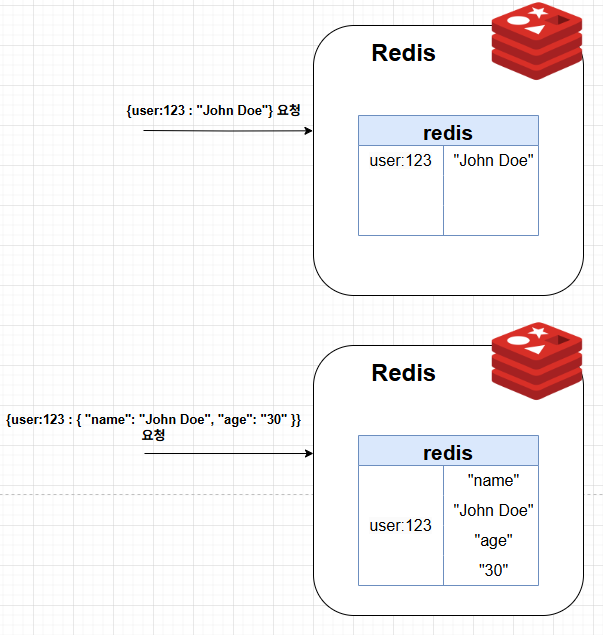 Redis
{user:123 : "John Doe"} 요청
redis
user:123 "John Doe"
Redis
{user:123 : { "name": "John Doe", "age": "30" }}
요청
redis
user:123
"name"
"John Doe"
"age"
"30"